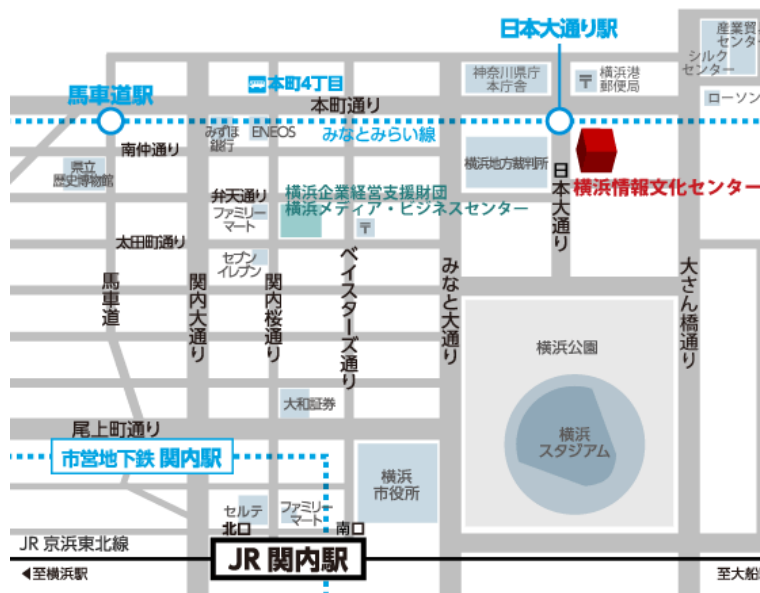 日本大通り駅
産業貿
センター
シルク
センター
神奈川県庁
本庁舎
横浜港
郵便局
本町4丁目
馬車道駅
本町通り
ローソン
みずほ
銀行
ENEOS
みなとみらい線
南仲通り
横浜地方裁判所
県立
歴史博物館
日本大通り
横浜情報文化センター
弁天通り
横浜企業経営支援財団
横浜メディア・ビジネスセンター
ファミリー
マート
太田町通り
セブン
イレブン
馬車道
関内大通り
関内桜通り
ベイスターズ通り
みなと大通り
大さん橋通り
横浜公園
大和証券
尾上町通り
横浜
スタジアム
市営地下鉄 関内駅
横浜
市役所
セルテ
ファミリー
マート
北口
南口
JR 京浜東北線
JR 関内駅
◀至横浜駅
至大船